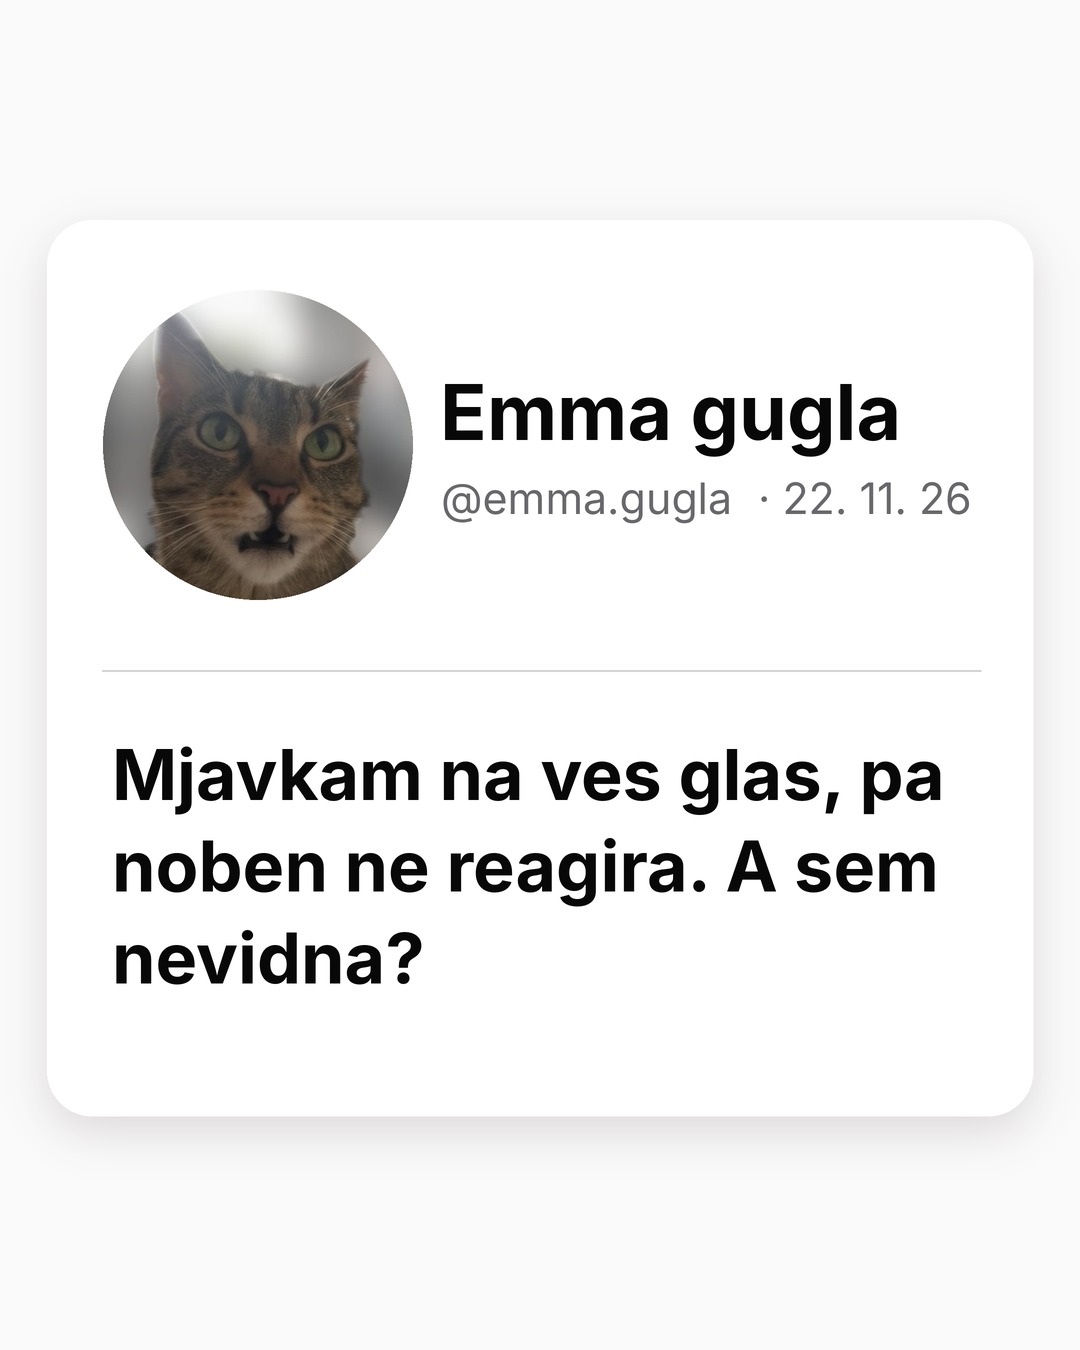 Emma gugla
@emma.gugla · 22. 11. 26
Mjavkam na ves glas, pa
noben ne reagira. A sem
nevidna?